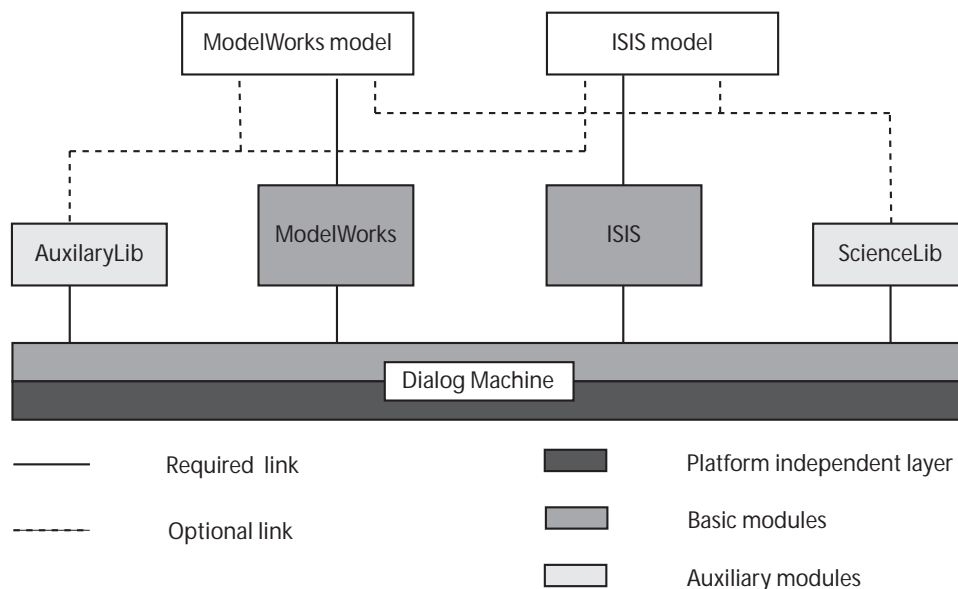 ModelWorks model
ISIS model
ModelWorks
ISIS
AuxilaryLib
ScienceLib
Dialog Machine
Required link
Platform independent layer
Optional link
Basic modules
Auxiliary modules